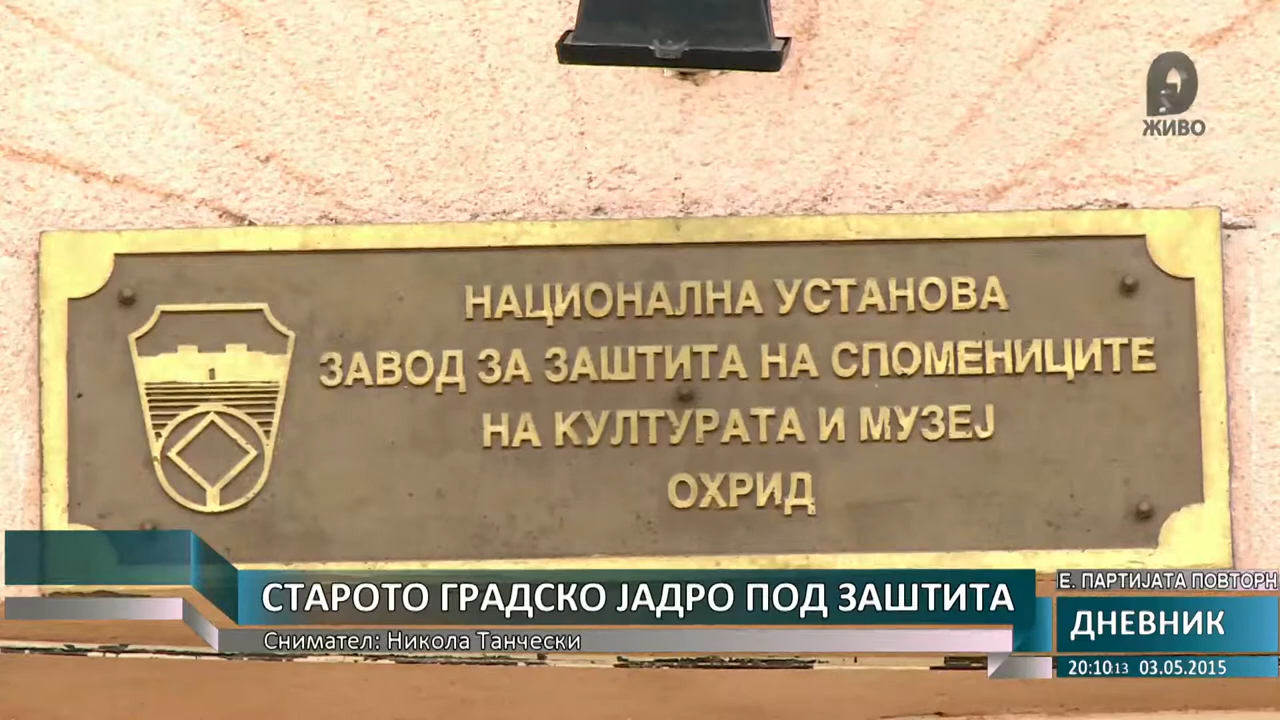 ЖИВО
НАЦИОНАЛНА УСТАНОВА
ЗАВОД ЗА ЗАШТИТА НА СПОМЕНИЦИТЕ
НА КУЛТУРАТА И МУЗЕЈ
ОХРИД
СТАРОТО ГРАДСКО ЈАДРО ПОД ЗАШТИТА
Снимател: Никола Танчески
Е. ПАРТИЈАТА ПОВТОРН
ДНЕВНИК
20:10:13 03.05.2015